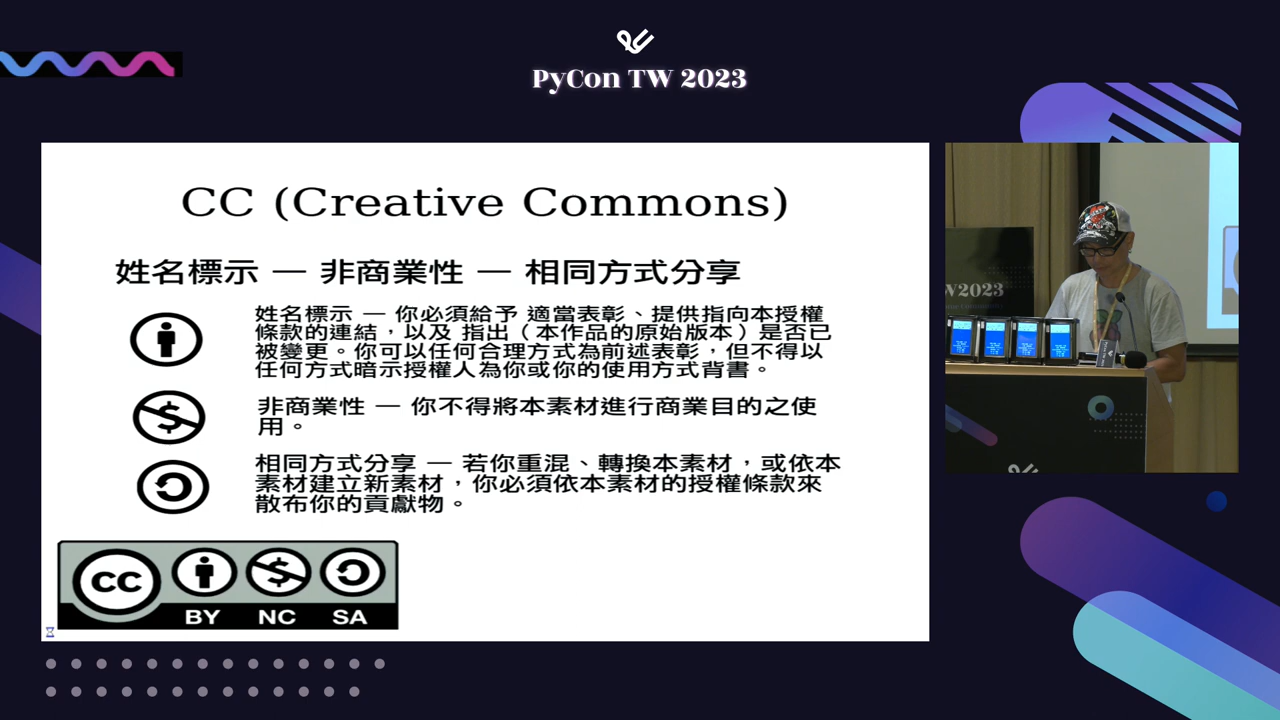 PyCon TW 2023
CC (Creative Commons)
姓名標示 — 非商業性 — 相同方式分享
姓名標示 — 你必須給予 適當表彰、提供指向本授權
條款的連結,以及 指出(本作品的原始版本)是否已
被變更。你可以任何合理方式為前述表彰,但不得以
任何方式暗示授權人為你或你的使用方式背書。
非商業性 — 你不得將本素材進行商業目的之使
用。
相同方式分享 — 若你重混、轉換本素材,或依本
素材建立新素材,你必須依本素材的授權條款來
散布你的貢獻物。
CC
BY NC SA
W2023